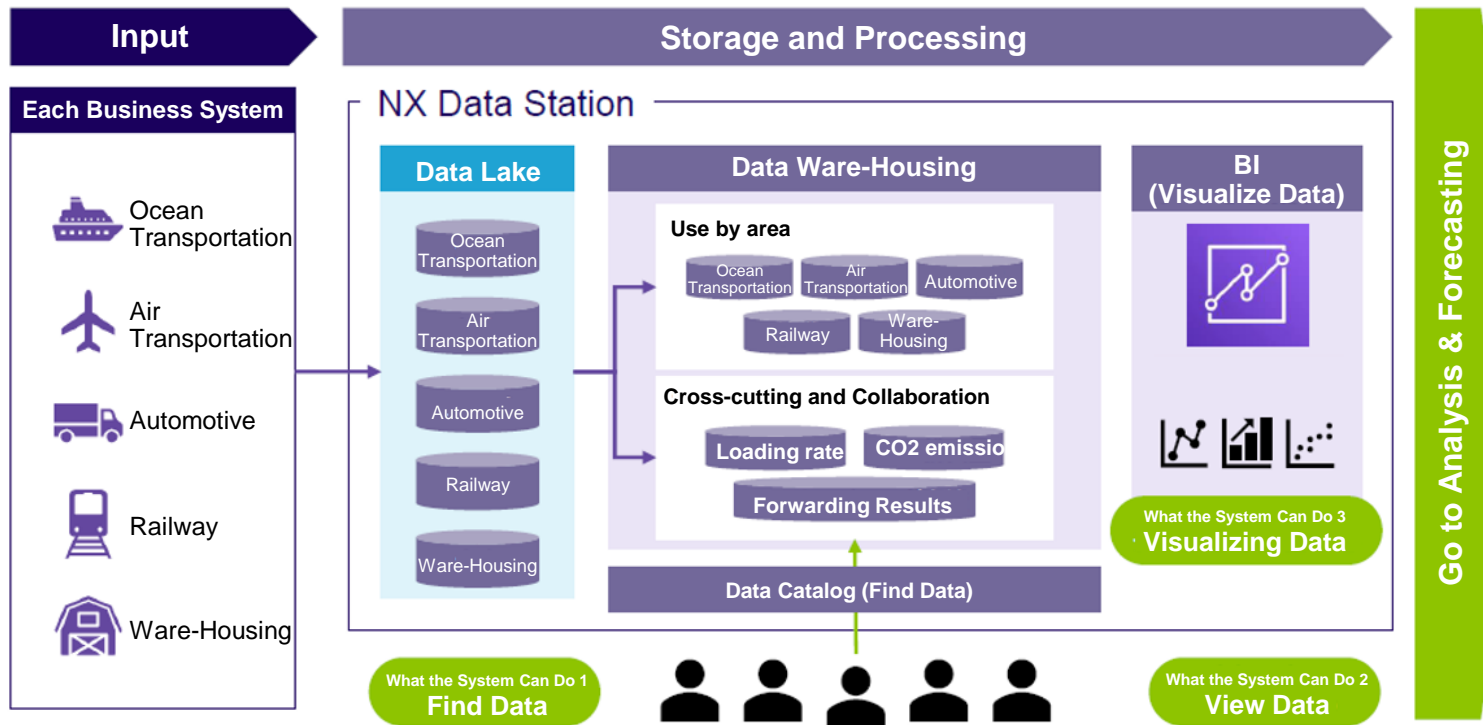 Input
Storage and Processing
Each Business System
Ocean
Transportation
Air
Transportation
Automotive
Railway
Ware-Housing
NX Data Station
Data Lake
Ocean
Transportation
Air
Transportation
Automotive
Railway
Ware-Housing
Data Ware-Housing
Use by area
Ocean
Transportation
Air
Transportation
Automotive
Railway
Ware-
Housing
Cross-cutting and Collaboration
Loading rate
CO2 emissio
Forwarding Results
Data Catalog (Find Data)
BI
(Visualize Data)
What the System Can Do 3
Visualizing Data
What the System Can Do 1
Find Data
What the System Can Do 2
View Data
Go to Analysis & Forecasting